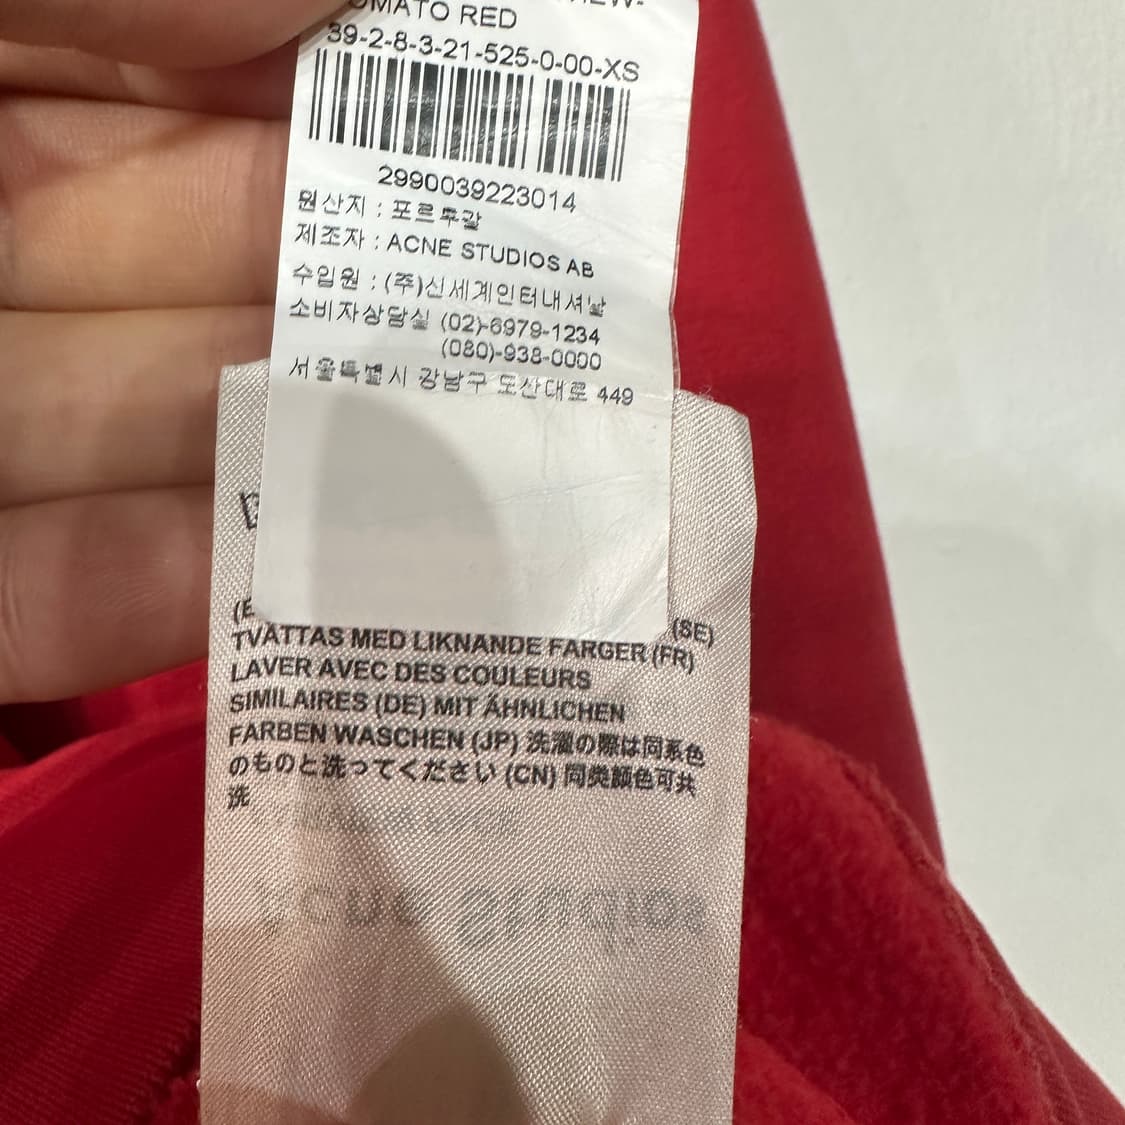 TOMATO RED
39-2-8-3-21-525-0-00-XS
2990039223014
원산지 : 포르투갈
제조자 : ACNE STUDIOS AB
수입원 : (주)신세계인터내셔날
소비자상담실 (02)-6979-1234
(080)-938-0000
서울특별시 강남구 도산대로 449
(SE)
TVÄTTAS MED LIKNANDE FÄRGER (FR)
LAVER AVEC DES COULEURS
SIMILAIRES (DE) MIT ÄHNLICHEN
FARBEN WASCHEN (JP) 洗濯の際は同系色
のものと洗ってください (CN) 同类颜色可共
洗